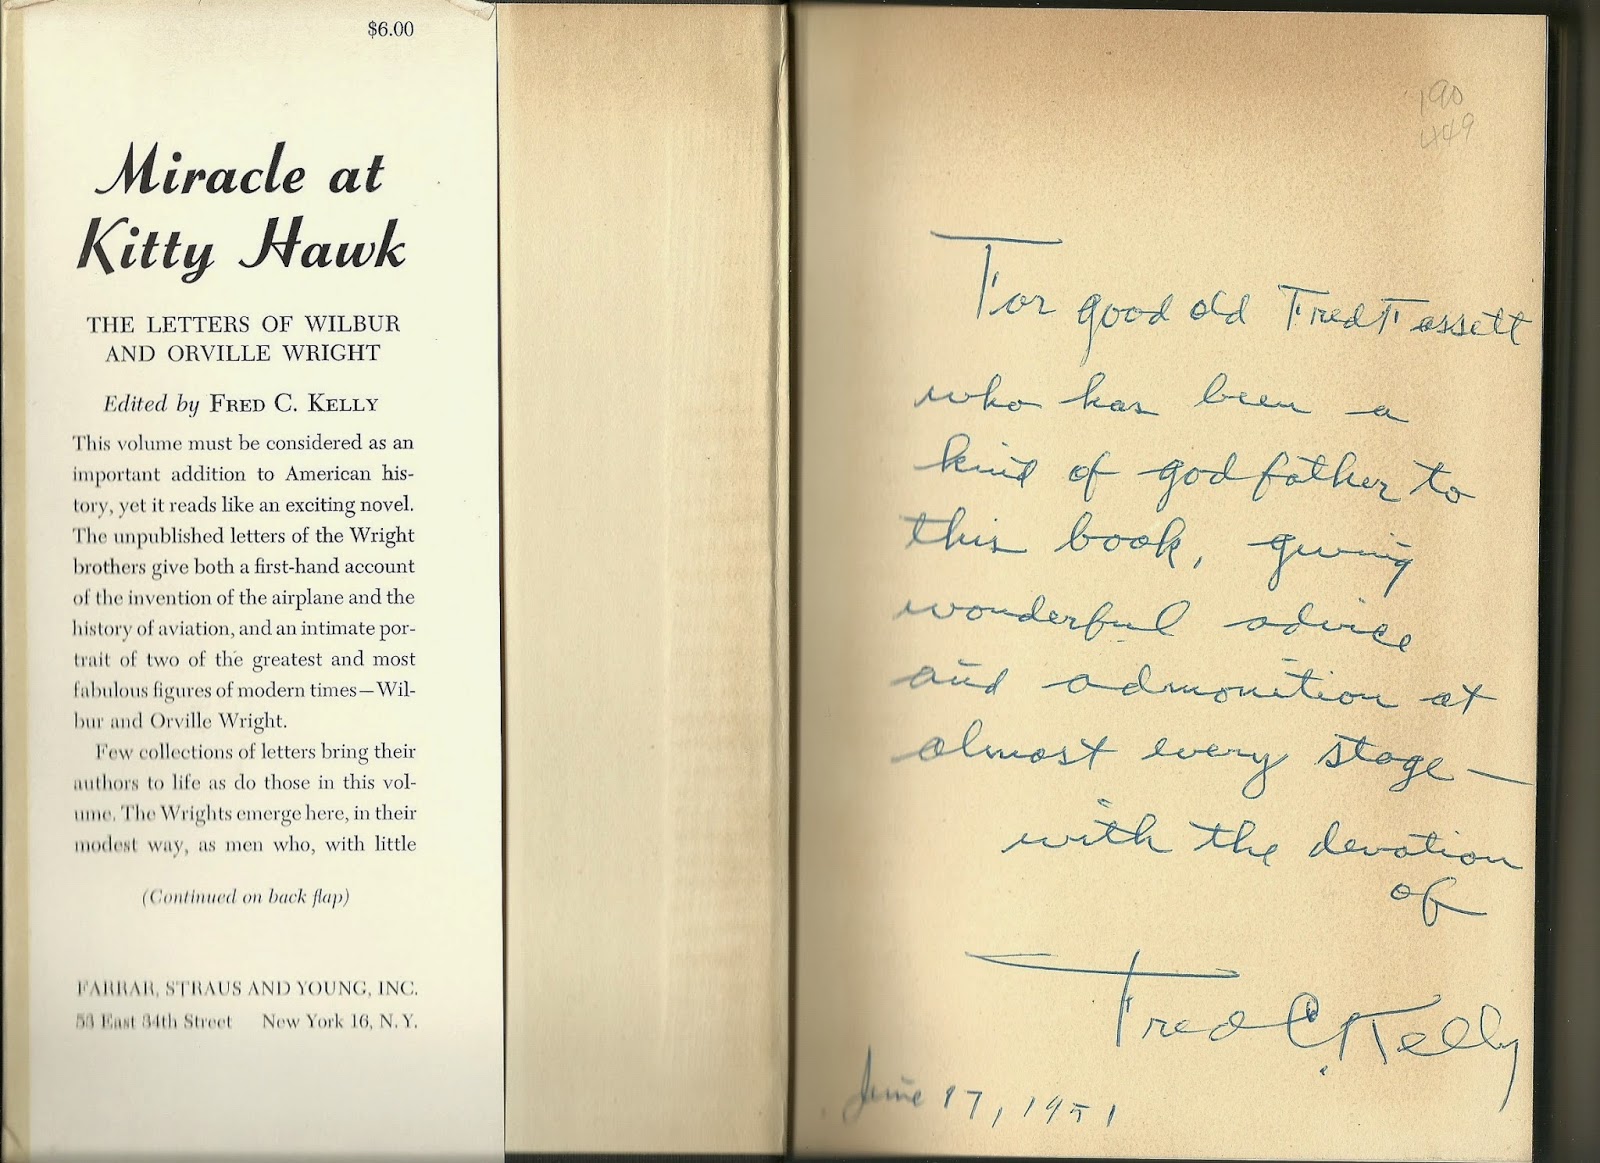 $6.00
Miracle at
Kitty Hawk
THE LETTERS OF WILBUR
AND ORVILLE WRIGHT
Edited by FRED C. KELLY
This volume must be considered as an
important addition to American his-
tory, yet it reads like an exciting novel.
The unpublished letters of the Wright
brothers give both a first-hand account
of the invention of the airplane and the
history of aviation, and an intimate por-
trait of two of the greatest and most
fabulous figures of modern times—Wil-
bur and Orville Wright.
Few collections of letters bring their
authors to life as do those in this vol-
ume. The Wrights emerge here, in their
modest way, as men who, with little
(Continued on back flap)
FARRAR, STRAUS AND YOUNG, INC.
53 East 34th Street New York 16, N. Y.
190
449
For good old Fred Fassett
who has been a
kind of godfather to
this book, giving
wonderful advice
and admonition at
almost every stage —
with the devotion
of
Fred C. Kelly
June 17, 1951